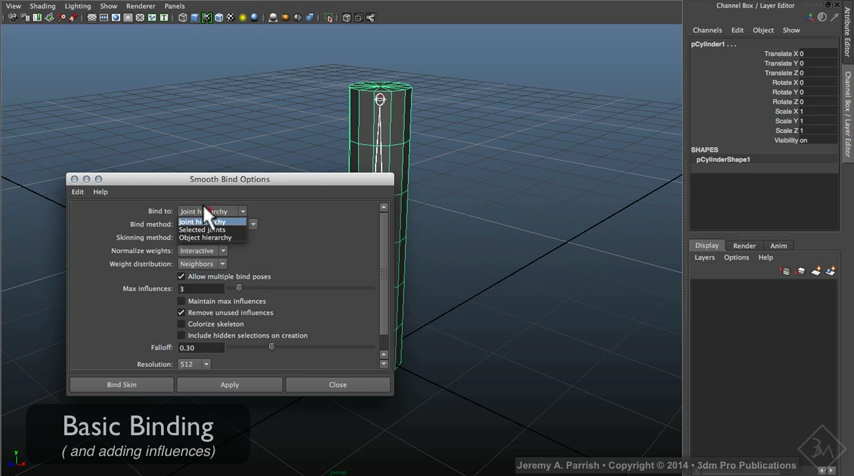 View Shading Lighting Show Renderer Panels
Channel Box / Layer Editor
Channels Edit Object Show
pCylinder1 . . .
Translate X 0
Translate Y 0
Translate Z 0
Rotate X 0
Rotate Y 0
Rotate Z 0
Scale X 1
Scale Y 1
Scale Z 1
Visibility on
SHAPES
pCylinderShape1
Attribute Editor
Channel Box / Layer Editor
Smooth Bind Options
Edit Help
Bind to: Joint hierarchy
Joint hierarchy
Bind method:
Selected joints
Skinning method: Object hierarchy
Normalize weights: Interactive
Weight distribution: Neighbors
Allow multiple bind poses
Max influences: 3
Maintain max influences
Remove unused influences
Colorize skeleton
Include hidden selections on creation
Falloff: 0.30
Resolution: 512
Bind Skin Apply Close
Display Render Anim
Layers Options Help
Basic Binding
( and adding influences)
persp
Jeremy A. Parrish • Copyright © 2014 • 3dm Pro Publications